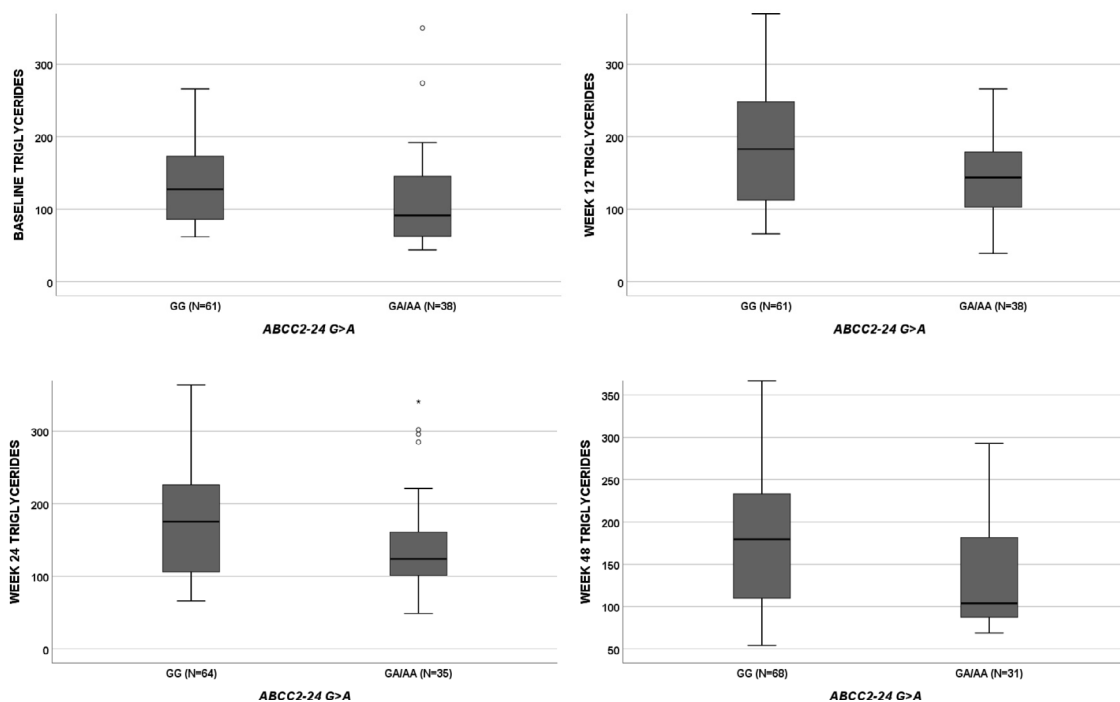 BASELINE TRIGLYCERIDES
300
200
100
0
GG (N=61)
GA/AA (N=38)
ABCC2-24 G>A
WEEK 12 TRIGLYCERIDES
300
200
100
0
GG (N=61)
GA/AA (N=38)
ABCC2-24 G>A
WEEK 24 TRIGLYCERIDES
300
200
100
0
GG (N=64)
GA/AA (N=35)
ABCC2-24 G>A
WEEK 48 TRIGLYCERIDES
350
300
250
200
150
100
50
GG (N=68)
GA/AA (N=31)
ABCC2-24 G>A